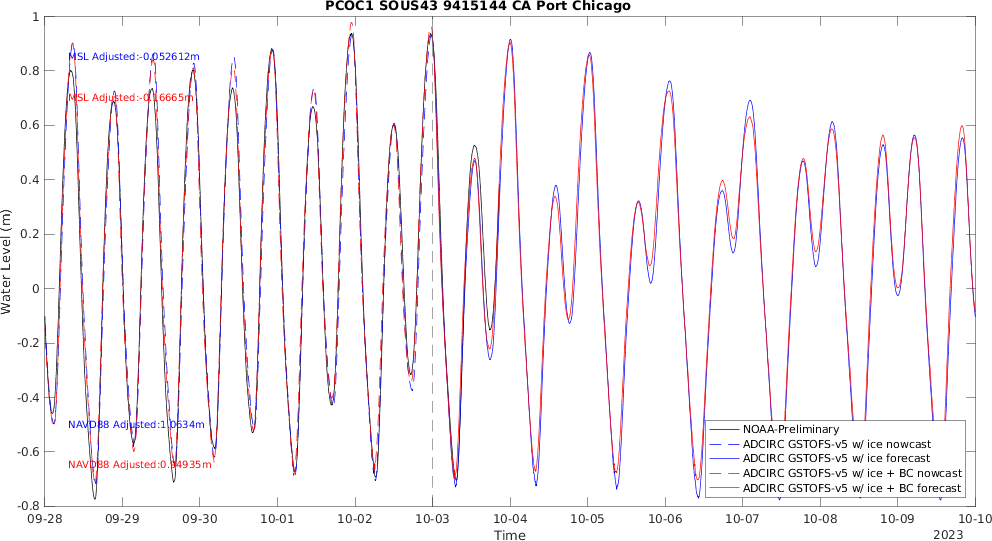 PCOC1 SOUS43 9415144 CA Port Chicago
1
0.8
0.6
0.4
0.2
0
-0.2
-0.4
-0.6
-0.8
Water Level (m)
MSL Adjusted:-0.052612m
MSL Adjusted:-0.16665m
NAVD88 Adjusted:1.0634m
NAVD88 Adjusted:0.94935m
NOAA-Preliminary
ADCIRC GSTOFS-v5 w/ ice nowcast
ADCIRC GSTOFS-v5 w/ ice forecast
ADCIRC GSTOFS-v5 w/ ice + BC nowcast
ADCIRC GSTOFS-v5 w/ ice + BC forecast
09-28 09-29 09-30 10-01 10-02 10-03 10-04 10-05 10-06 10-07 10-08 10-09 10-10
Time
2023